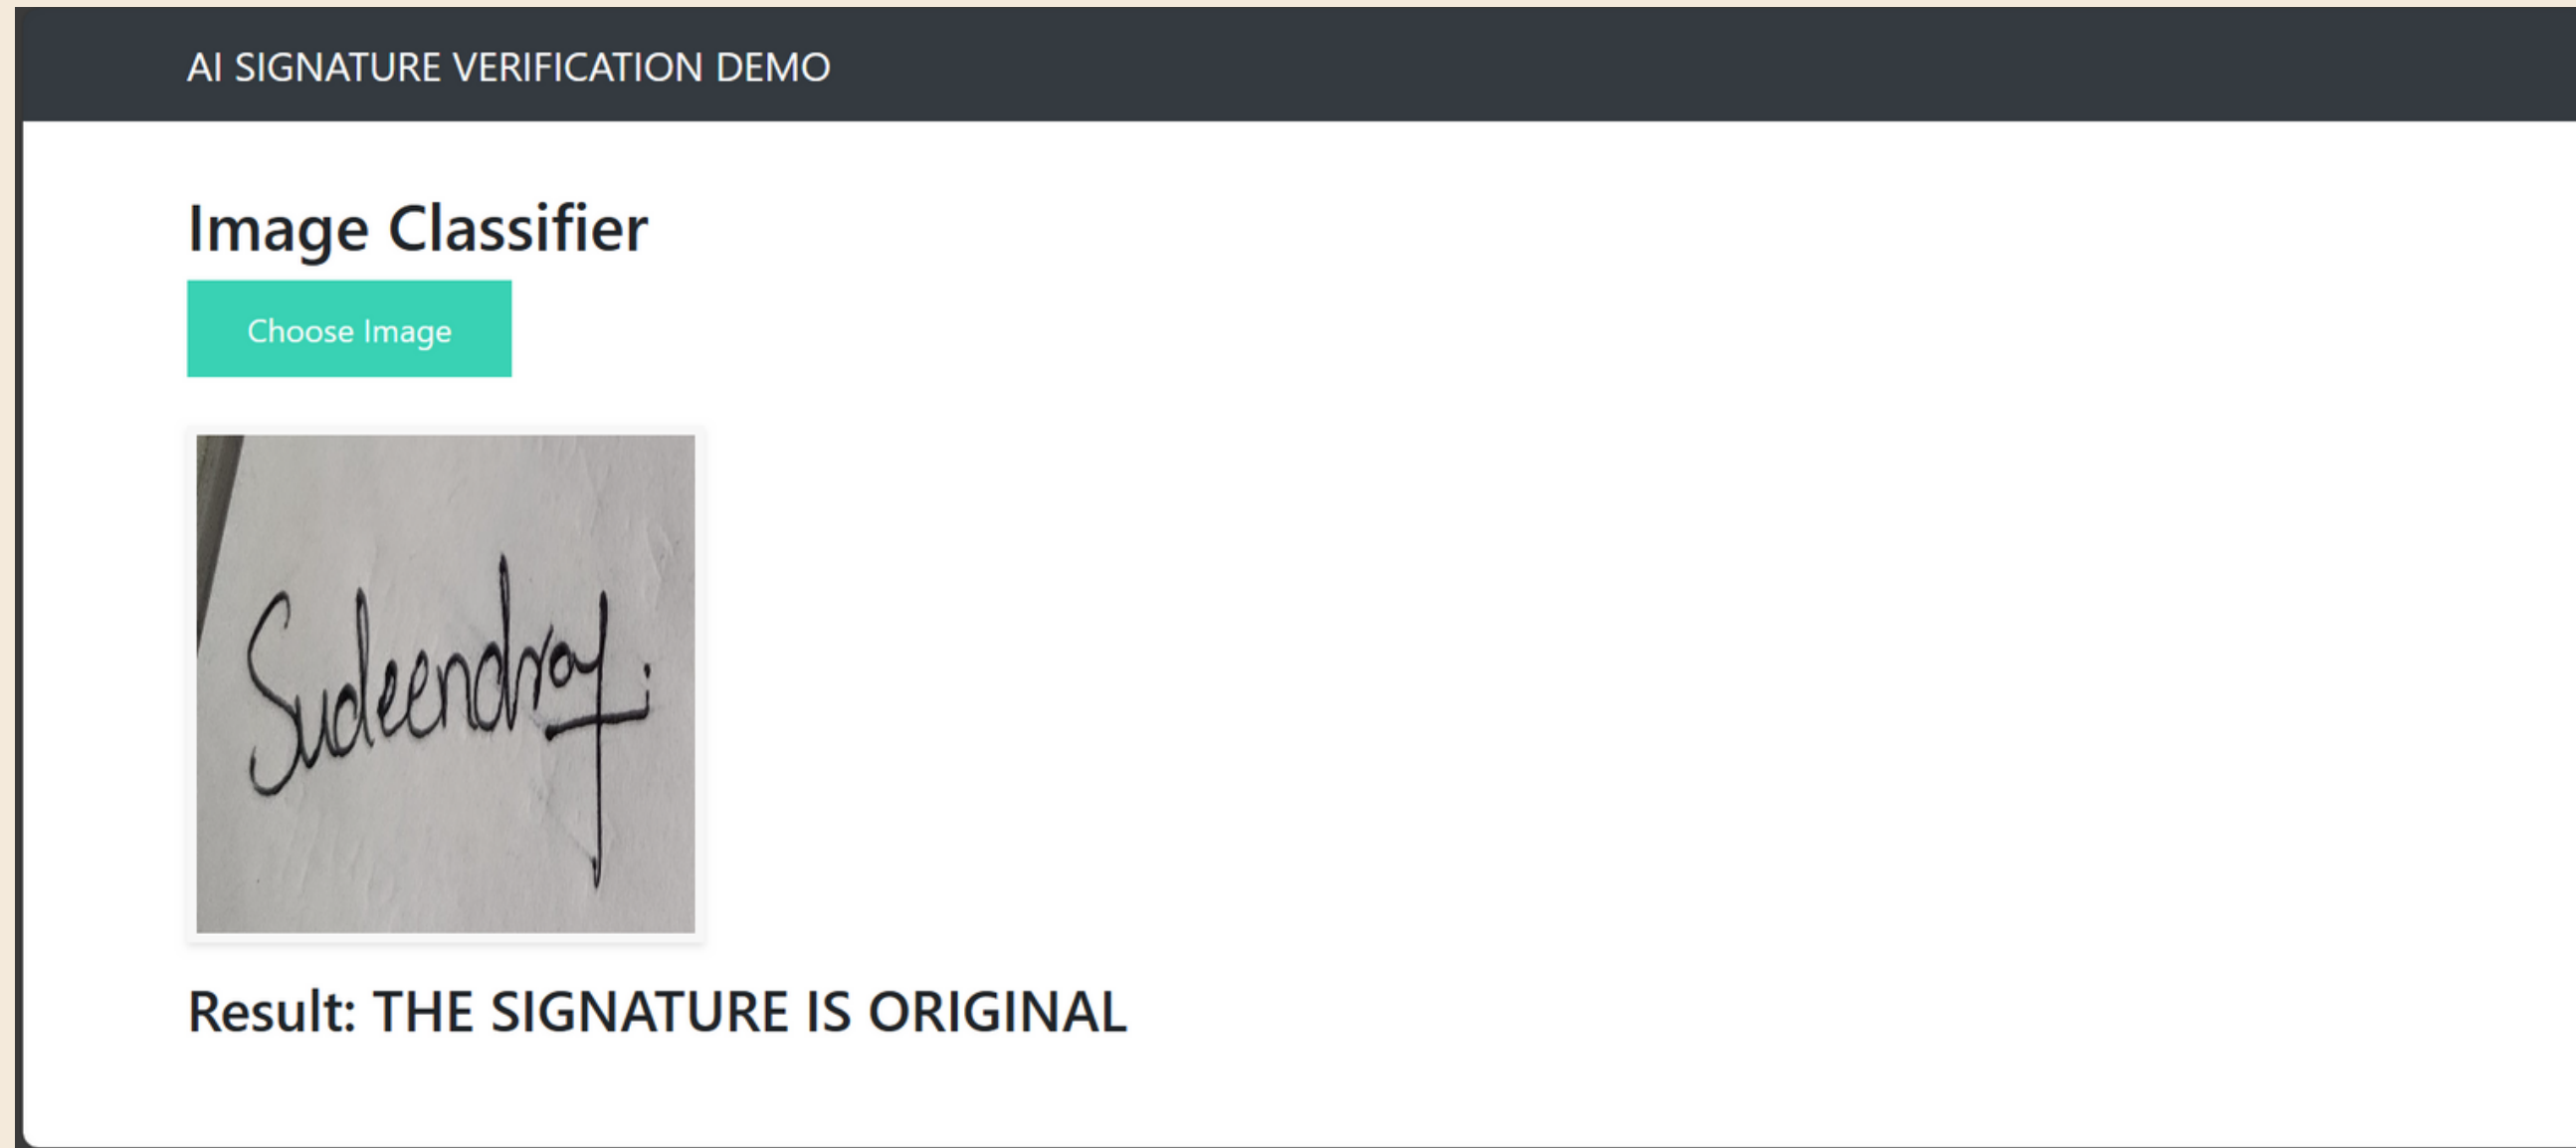 AI SIGNATURE VERIFICATION DEMO
Image Classifier
Choose Image
Sudeendra
Result: THE SIGNATURE IS ORIGINAL